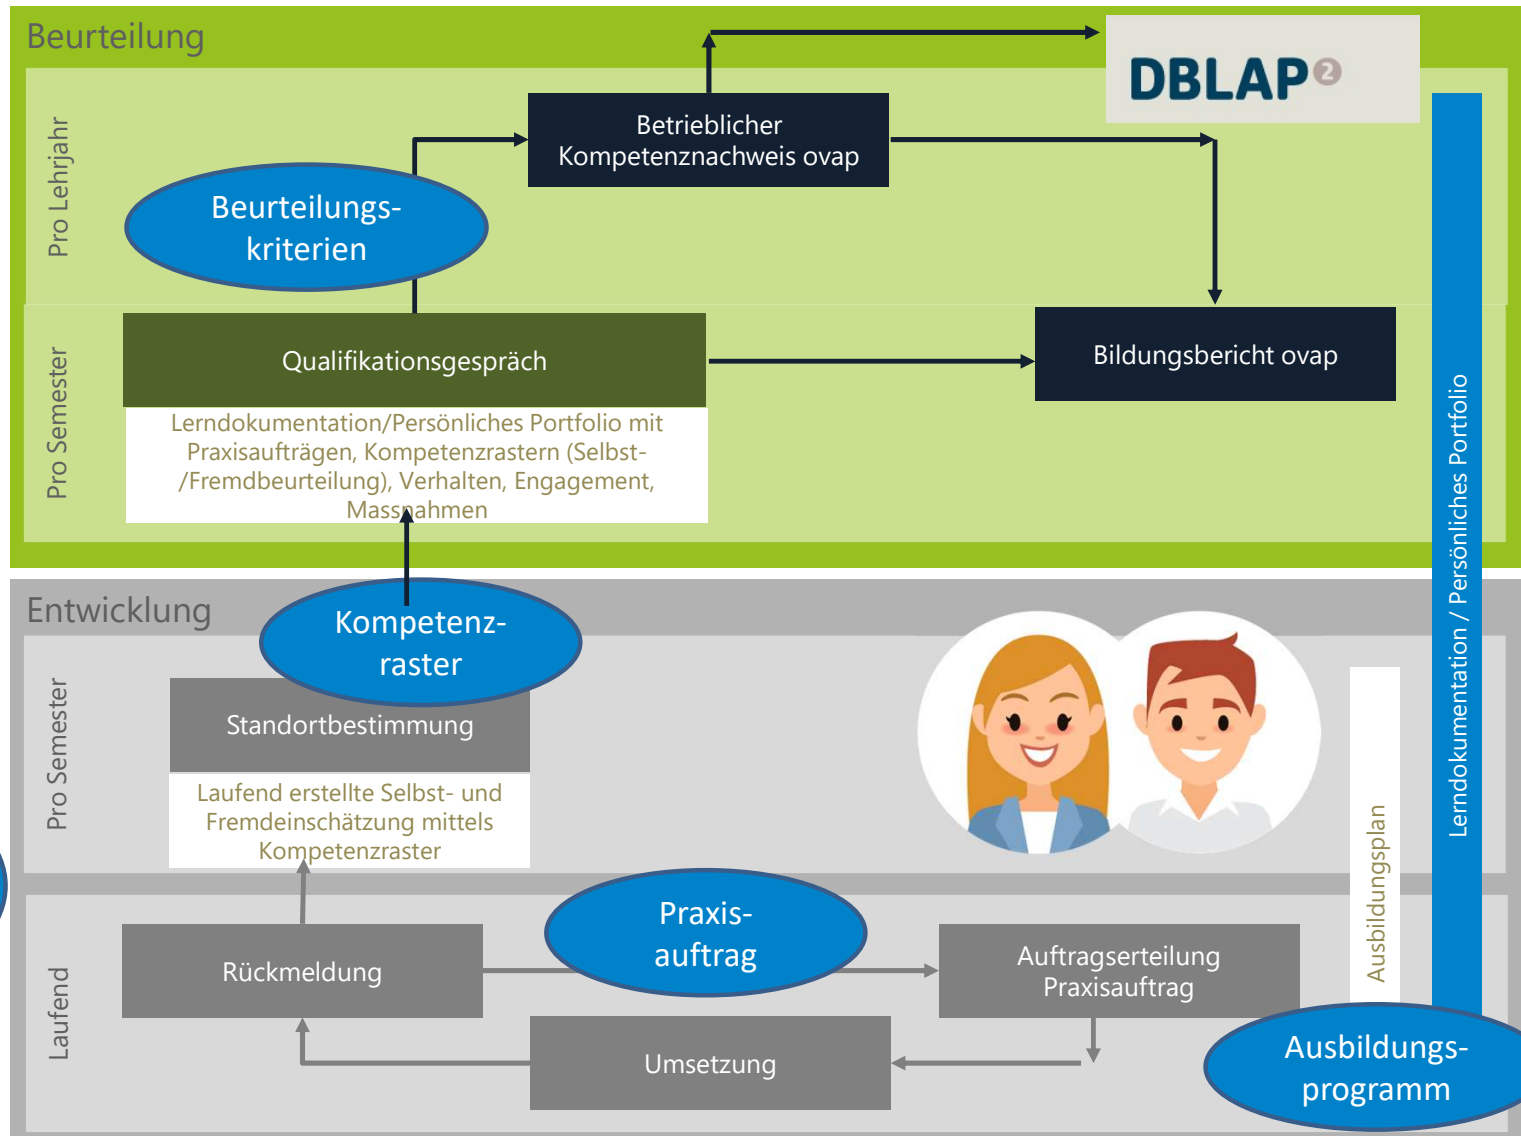 Beurteilung
DBLAP2
Pro Lehrjahr
Betrieblicher
Kompetenznachweis ovap
Beurteilungs-
kriterien
Pro Semester
Qualifikationsgespräch
Lerndokumentation/Persönliches Portfolio mit
Praxisaufträgen, Kompetenzrastern (Selbst-
/Fremdbeurteilung), Verhalten, Engagement,
Massnahmen
Bildungsbericht ovap
Lerndokumentation / Persönliches Portfolio
Entwicklung
Kompetenz-
raster
Pro Semester
Standortbestimmung
Laufend erstellte Selbst- und
Fremdeinschätzung mittels
Kompetenzraster
Ausbildungsplan
Laufend
Rückmeldung
Praxis-
auftrag
Auftragserteilung
Praxisauftrag
Umsetzung
Ausbildungs-
programm